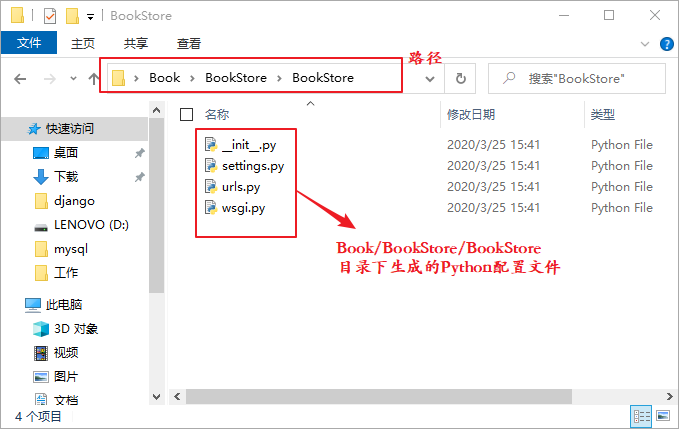 BookStore
文件 主页 共享 查看
路径
Book BookStore BookStore
搜索"BookStore"
名称 修改日期 类型
快速访问
桌面
下载
django
LENOVO (D:)
mysql
工作
此电脑
3D 对象
视频
图片
文档
__init__.py 2020/3/25 15:41 Python File
settings.py 2020/3/25 15:41 Python File
urls.py 2020/3/25 15:41 Python File
wsgi.py 2020/3/25 15:41 Python File
Book/BookStore/BookStore
目录下生成的Python配置文件
4 个项目